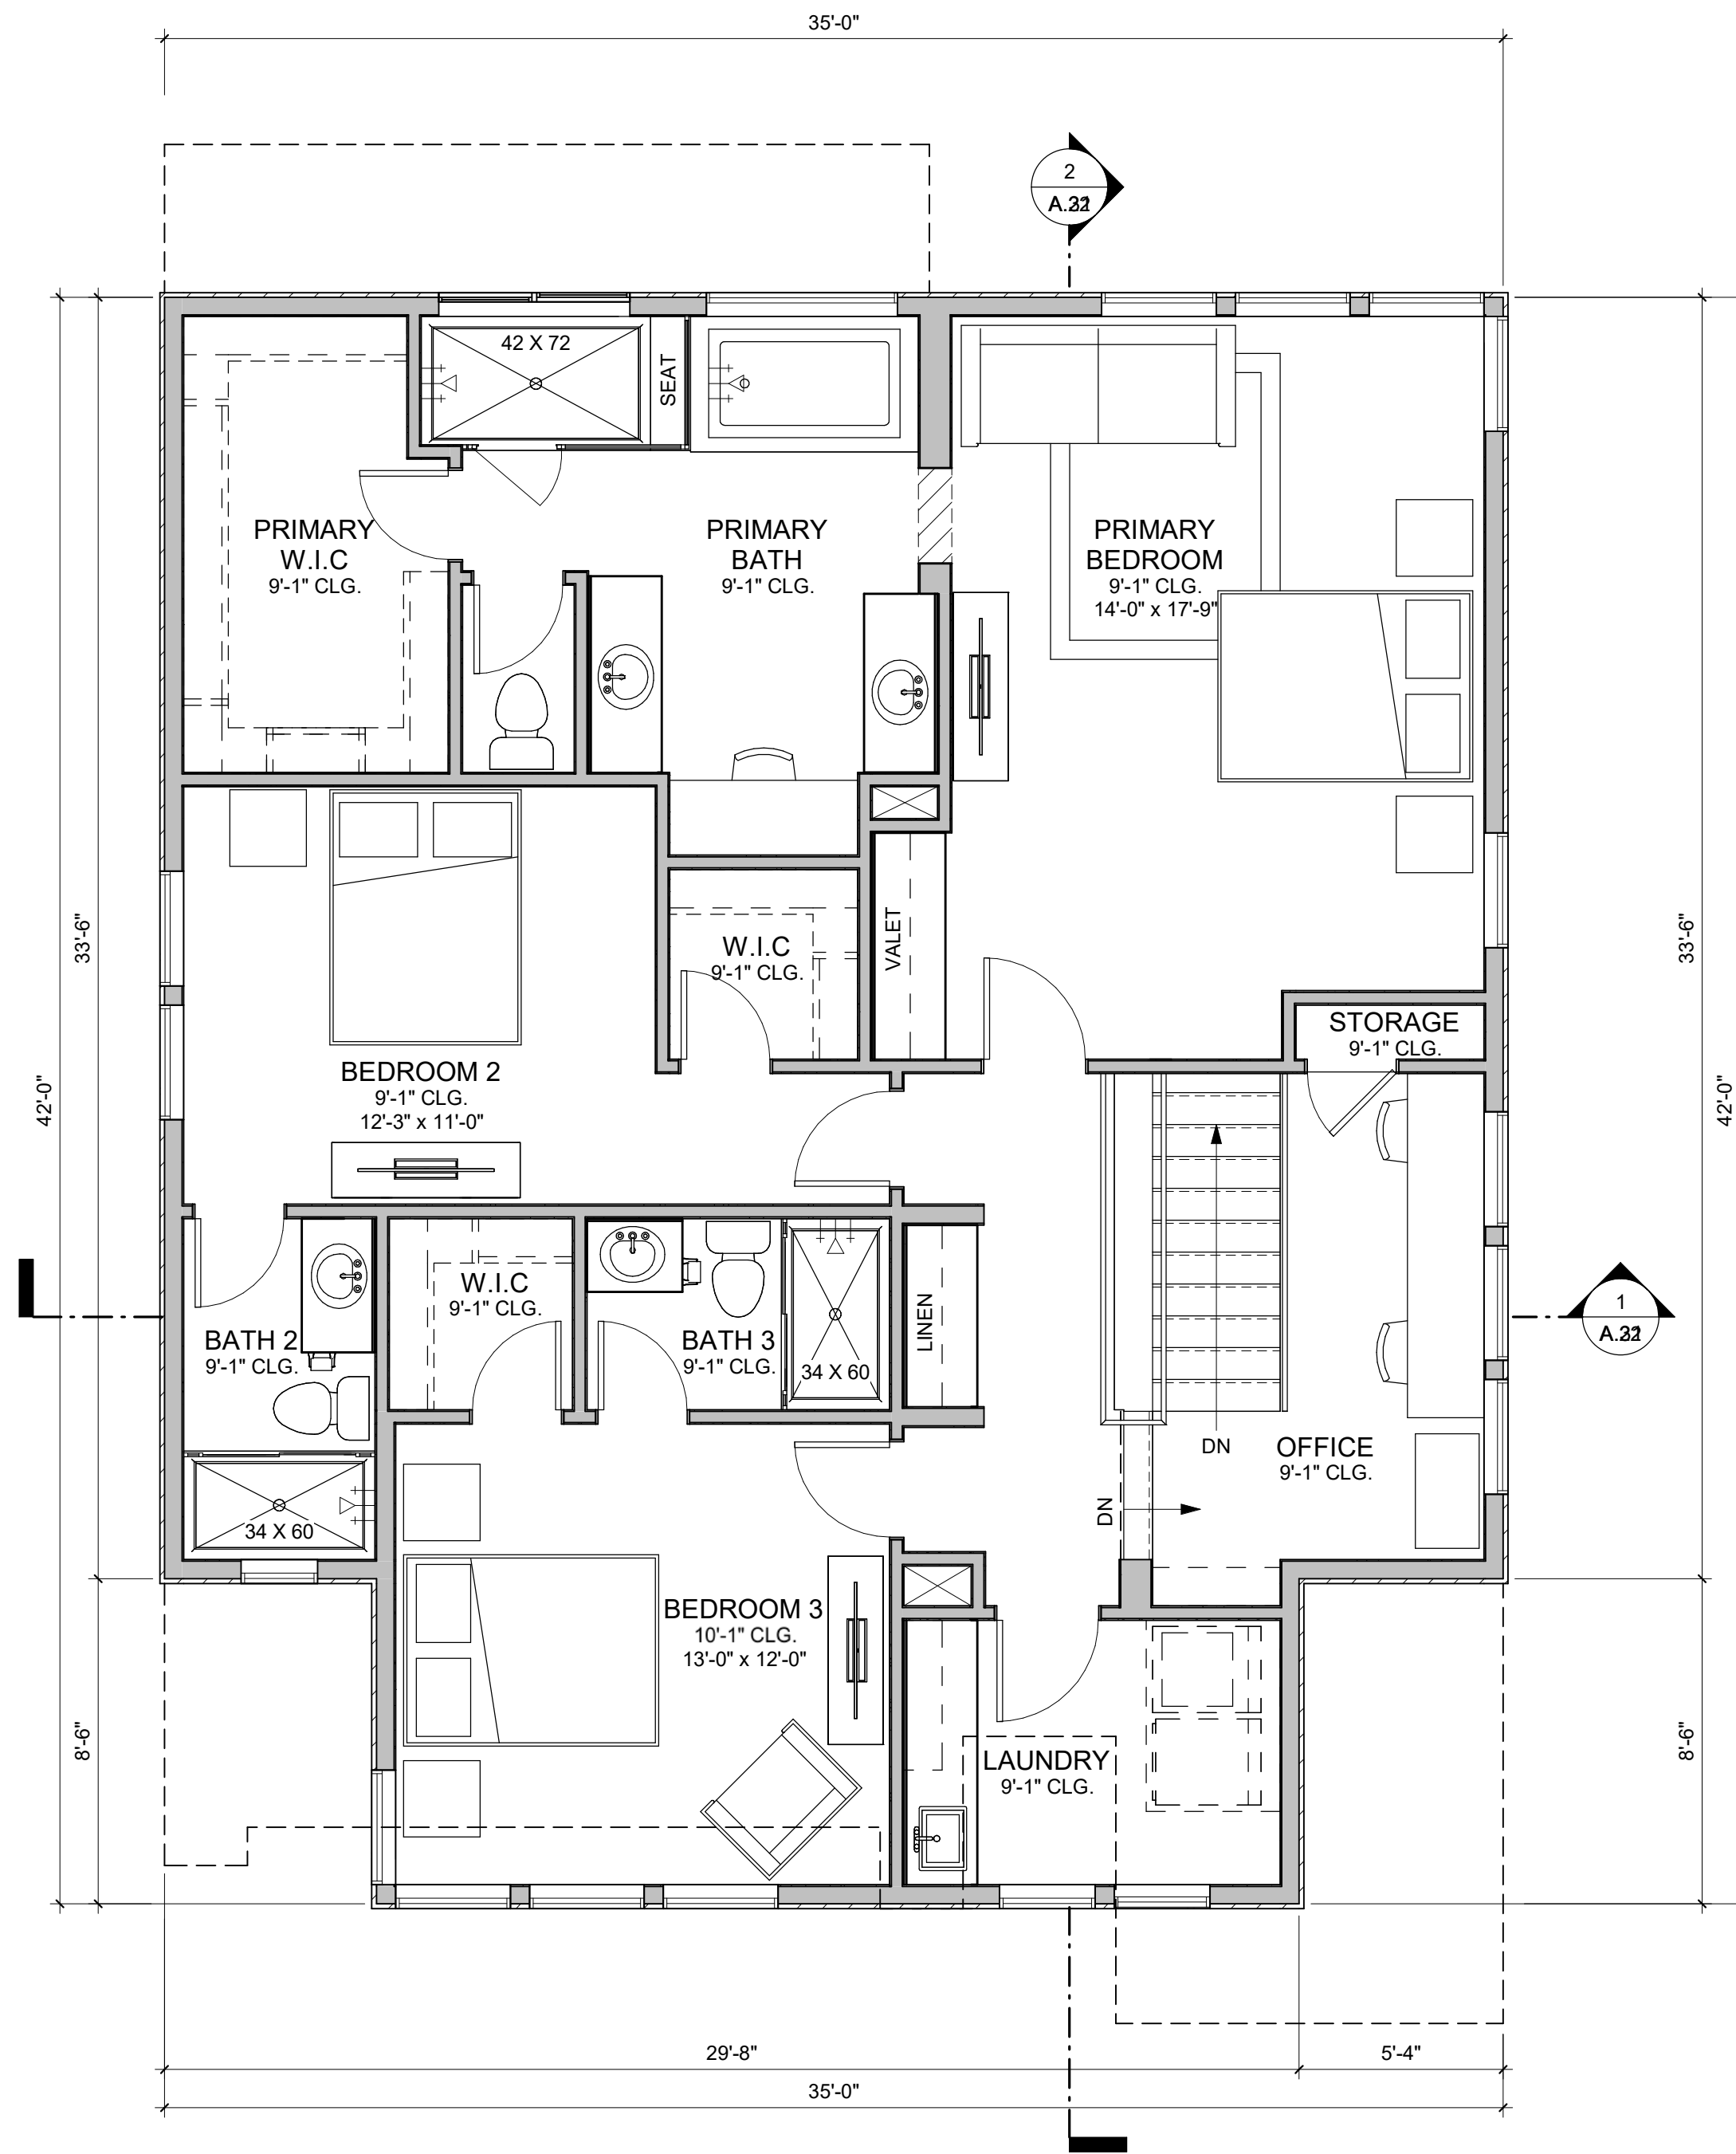 35'-0"
2
42 X 72
SEAT
PRIMARY
W.I.C
9'-1" CLG.
PRIMARY
BATH
9'-1" CLG.
PRIMARY
BEDROOM
9'-1" CLG.
14'-0" x 17'-9"
33'-6"
33'-6"
VALET
W.I.C
9'-1" CLG.
STORAGE
9'-1" CLG.
42'-0"
42'-0"
BEDROOM 2
9'-1" CLG.
12'-3" x 11'-0"
W.I.C
9'-1" CLG.
BATH 2
9'-1" CLG.
BATH 3
9'-1" CLG.
34 X 60
LINEN
1
DN
OFFICE
9'-1" CLG.
DN
34 X 60
BEDROOM 3
10'-1" CLG.
13'-0" x 12'-0"
8'-6"
8'-6"
LAUNDRY
9'-1" CLG.
29'-8"
5'-4"
35'-0"